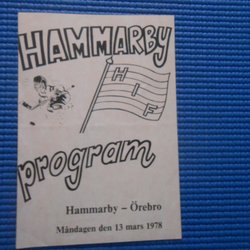 HAMMARBY
HIF
program
Hammarby – Örebro
Måndagen den 13 mars 1978